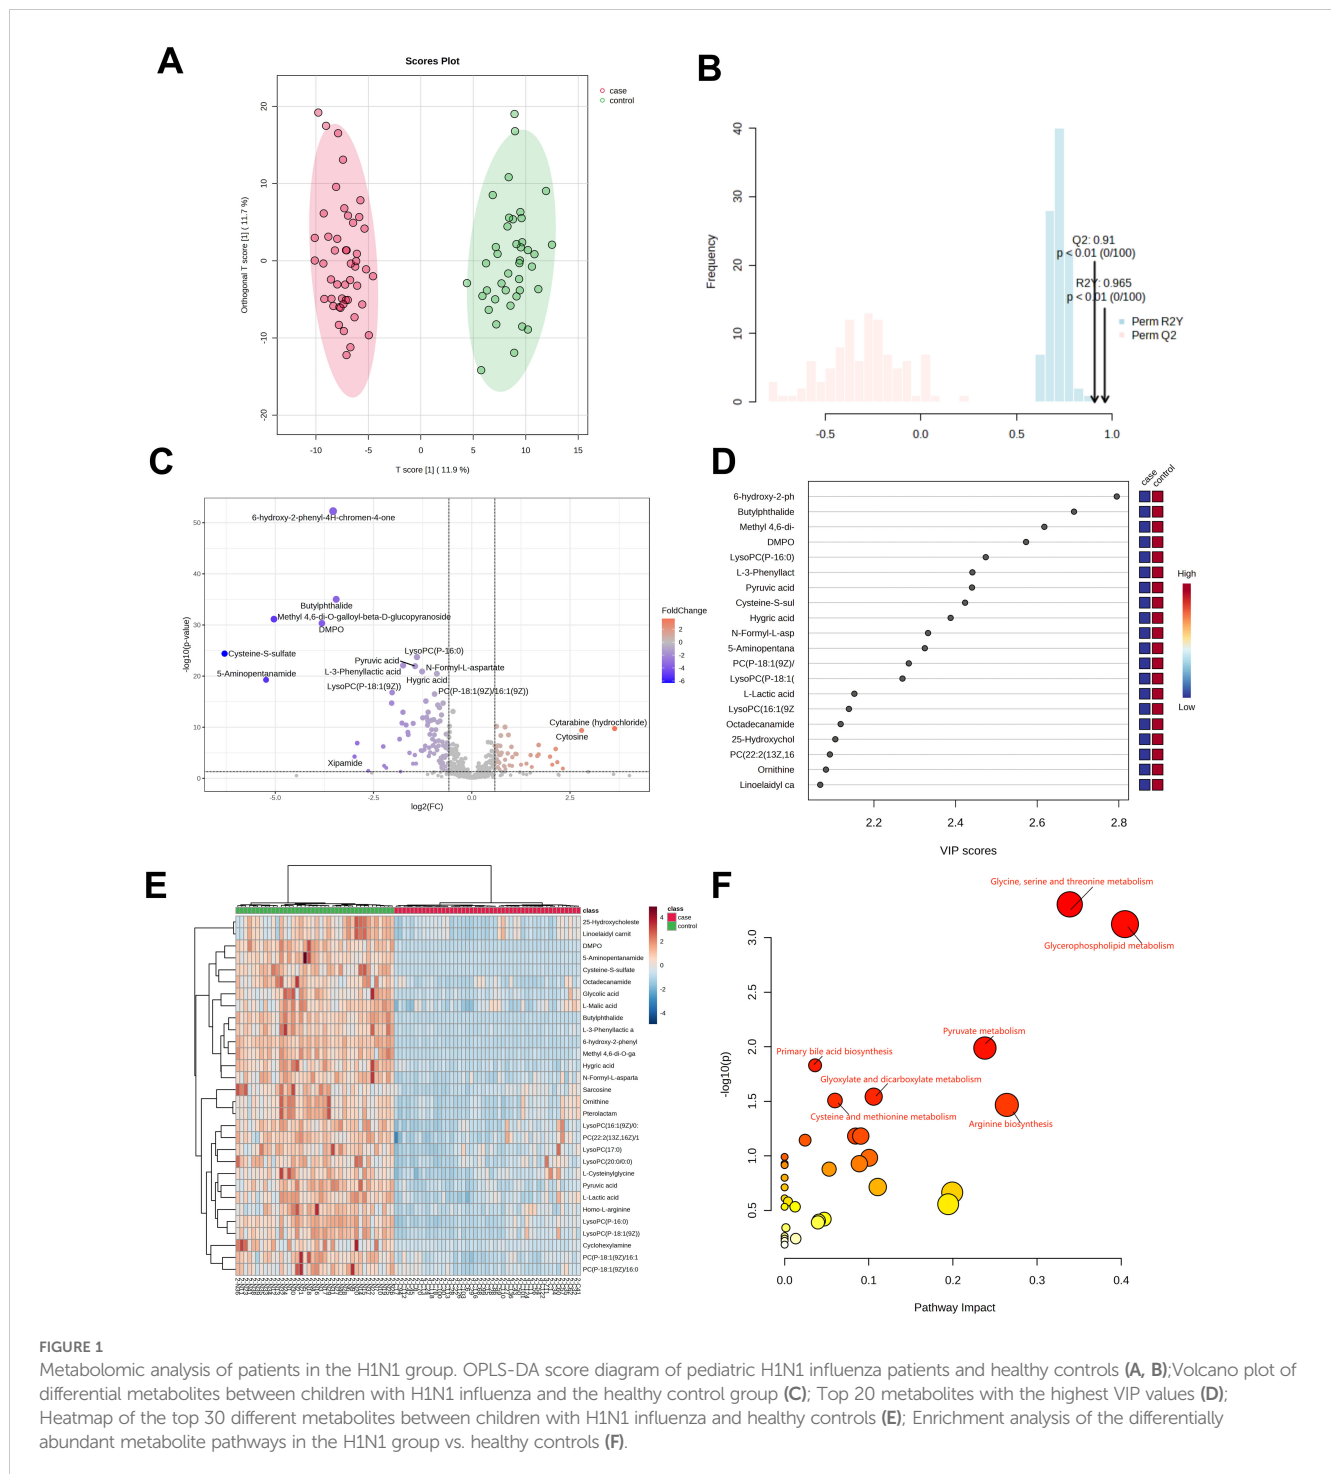 A
Scores Plot
case
control
Orthogonal T score [1] ( 11.7 %)
20
10
0
-10
-20
-10
-5
0
5
10
15
T score [1] ( 11.9 %)
B
Frequency
40
30
20
10
0
Q2: 0.91
p < 0.01 (0/100)
R2Y: 0.965
p < 0.01 (0/100)
Perm R2Y
Perm Q2
-0.5
0.0
0.5
1.0
C
-log10(p-value)
50
40
30
20
10
0
6-hydroxy-2-phenyl-4H-chromen-4-one
Butylphthalide
Methyl 4,6-di-O-galloyl-beta-D-glucopyranoside
DMPO
Cysteine-S-sulfate
5-Aminopentanamide
LysoPC(P-16:0)
Pyruvic acid
N-Formyl-L-aspartate
L-3-Phenyllactic acid
Hygric acid
LysoPC(P-18:1(9Z))
PC(P-18:1(9Z)/16:1(9Z))
Cytarabine (hydrochloride)
Cytosine
Xipamide
FoldChange
2
0
-2
-4
-6
-5.0
-2.5
0.0
2.5
log2(FC)
D
case
control
6-hydroxy-2-ph
Butylphthalide
Methyl 4,6-di-
DMPO
LysoPC(P-16:0)
L-3-Phenyllact
Pyruvic acid
Cysteine-S-sul
Hygric acid
N-Formyl-L-asp
5-Aminopentana
PC(P-18:1(9Z)/
LysoPC(P-18:1(
L-Lactic acid
LysoPC(16:1(9Z
Octadecanamide
25-Hydroxychol
PC(22:2(13Z,16
Ornithine
Linoelaidyl ca
High
Low
2.2
2.4
2.6
2.8
VIP scores
E
class
4
2
0
-2
-4
class
case
control
25-Hydroxycholeste
Linoelaidyl carnit
DMPO
5-Aminopentanamide
Cysteine-S-sulfate
Octadecanamide
Glycolic acid
L-Malic acid
Butylphthalide
L-3-Phenyllactic a
6-hydroxy-2-phenyl
Methyl 4,6-di-O-ga
Hygric acid
N-Formyl-L-asparta
Sarcosine
Ornithine
Pterolactam
LysoPC(16:1(9Z)/0:
PC(22:2(13Z,16Z)/1
LysoPC(17:0)
LysoPC(20:0/0:0)
L-Cysteinylglycine
Pyruvic acid
L-Lactic acid
Homo-L-arginine
LysoPC(P-16:0)
LysoPC(P-18:1(9Z))
Cyclohexylamine
PC(P-18:1(9Z)/16:1
PC(P-18:1(9Z)/16:0
F
Glycine, serine and threonine metabolism
Glycerophospholipid metabolism
Pyruvate metabolism
Primary bile acid biosynthesis
Glyoxylate and dicarboxylate metabolism
Cysteine and methionine metabolism
Arginine biosynthesis
-log10(p)
3.0
2.5
2.0
1.5
1.0
0.5
0.0
0.1
0.2
0.3
0.4
Pathway Impact
FIGURE 1
Metabolomic analysis of patients in the H1N1 group. OPLS-DA score diagram of pediatric H1N1 influenza patients and healthy controls (A, B);Volcano plot of
differential metabolites between children with H1N1 influenza and the healthy control group (C); Top 20 metabolites with the highest VIP values (D);
Heatmap of the top 30 different metabolites between children with H1N1 influenza and healthy controls (E); Enrichment analysis of the differentially
abundant metabolite pathways in the H1N1 group vs. healthy controls (F).